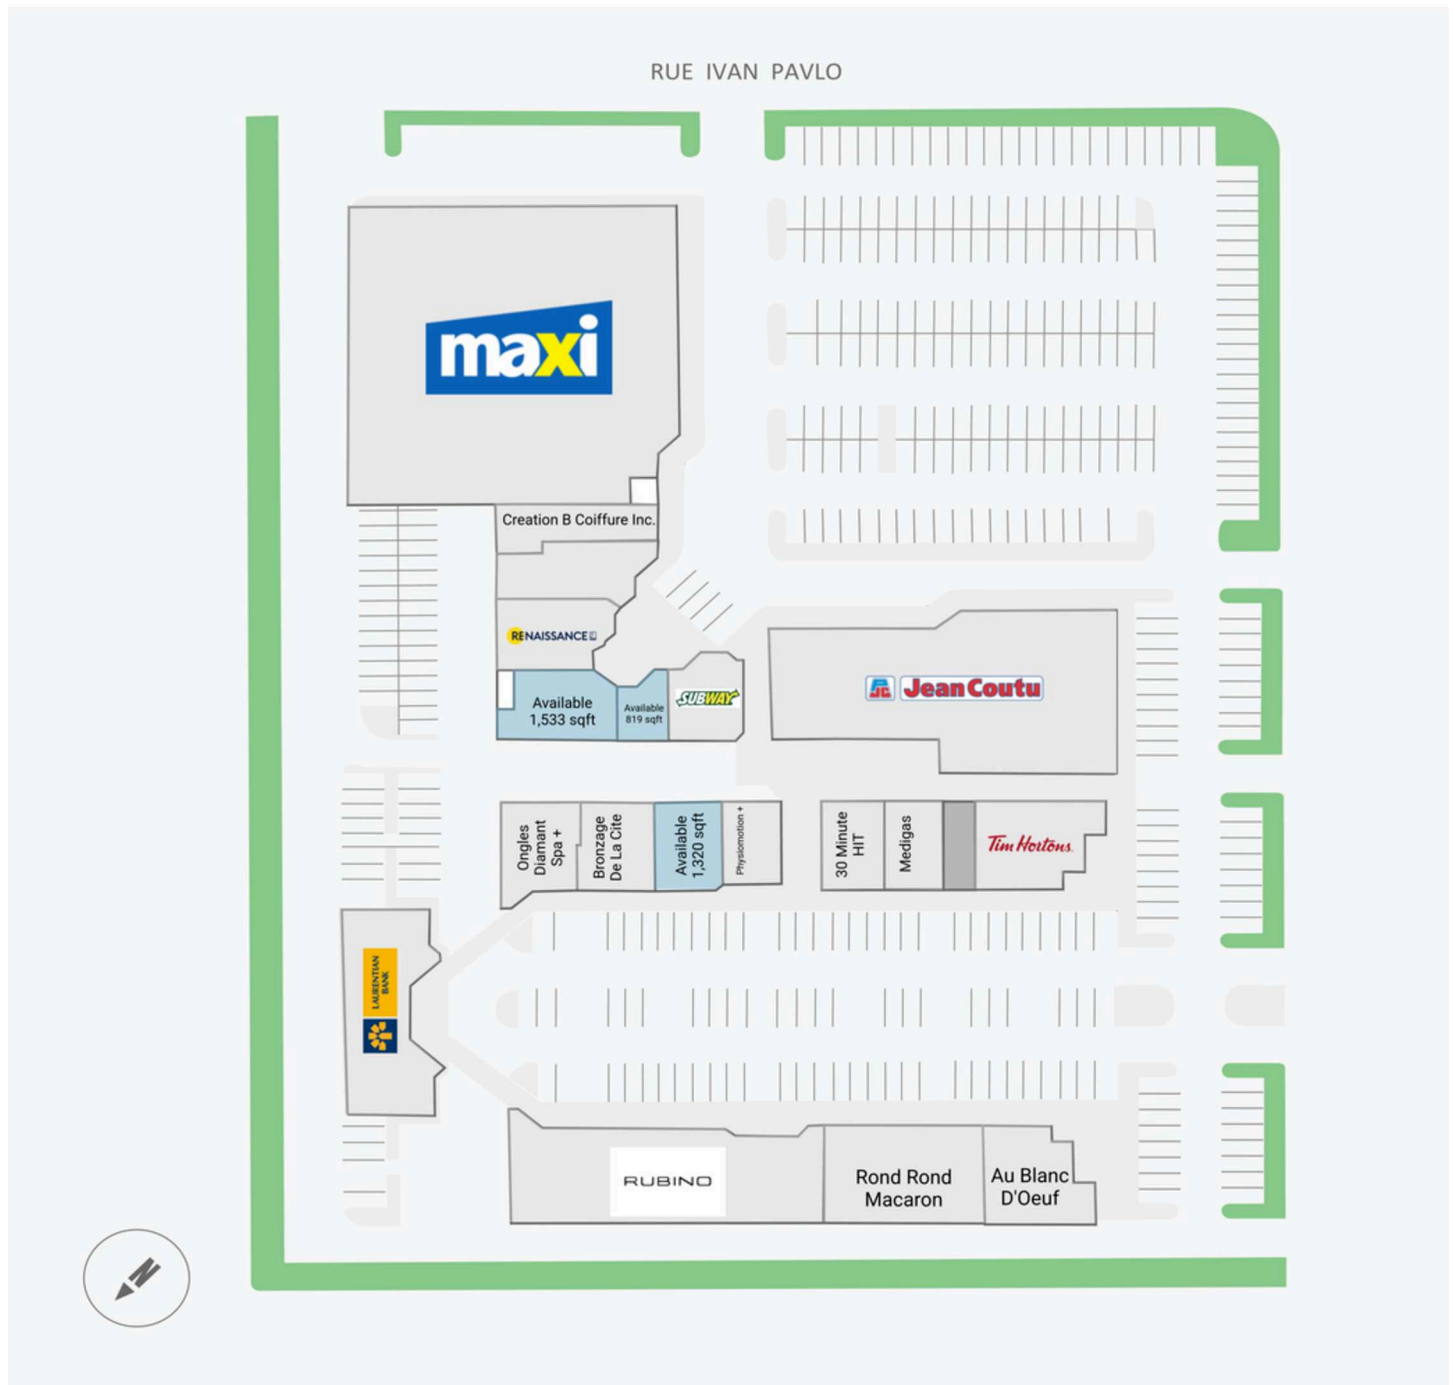 RUE IVAN PAVLO
maxi
Creation B Coiffure Inc.
RENAISSANCE
Available
1,533 sqft
Available
819 sqft
SUBWAY
PJC
Jean Coutu
Ongles
Diamant
Spa +
Bronzage
De La Cite
Available
1,320 sqft
Physiomotion +
30 Minute
HIT
Medigas
Tim Hortons.
LAURENTIAN
BANK
RUBINO
Rond Rond
Macaron
Au Blanc
D'Oeuf
N